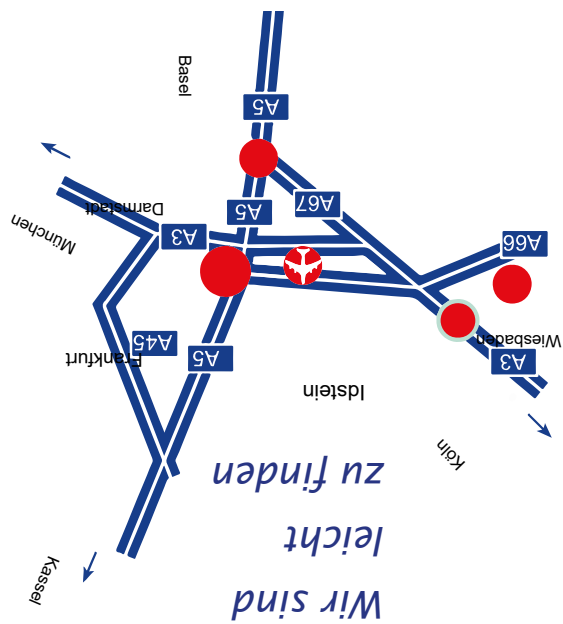 Wir sind
leicht
zu finden
Kassel
Köln
Idstein
A3
Wiesbaden
A5
A45
Frankfurt
A66
A3
München
Darmstadt
A5
A67
A5
Basel